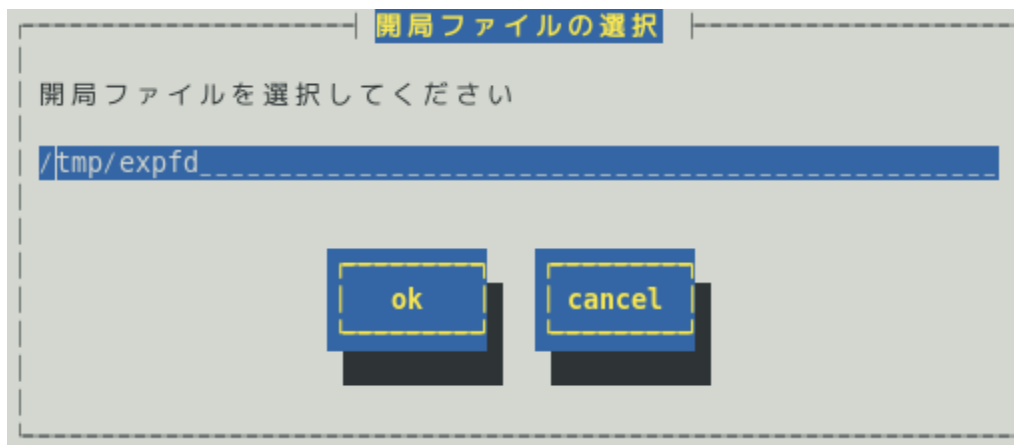 開局ファイルの選択
開局ファイルを選択してください
/tmp/expfd__________________________________________________
ok cancel